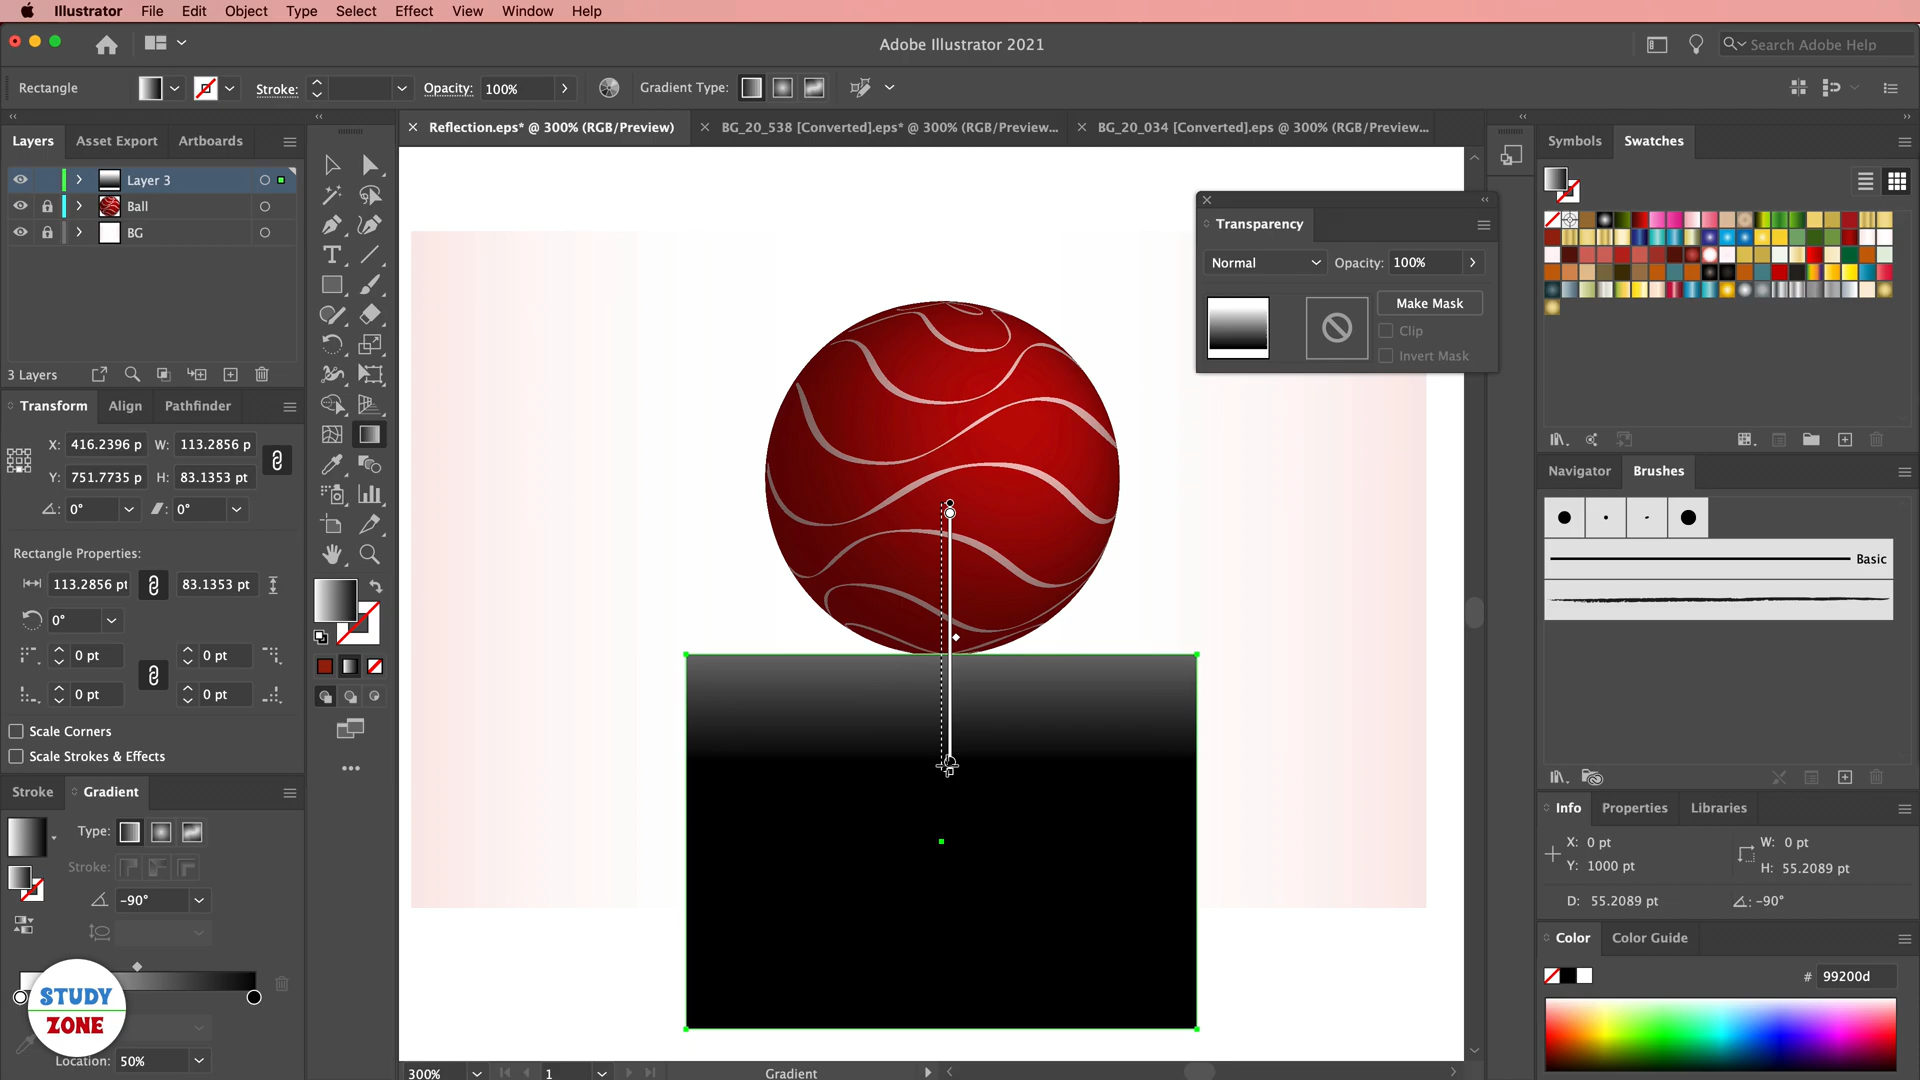 Illustrator File Edit Object Type Select Effect View Window Help
Adobe Illustrator 2021
Search Adobe Help
Rectangle Stroke: Opacity: 100% Gradient Type:
Layers Asset Export Artboards
Reflection.eps* @ 300% (RGB/Preview)
BG_20_538 [Converted].eps* @ 300% (RGB/Preview...
BG_20_034 [Converted].eps @ 300% (RGB/Preview...
Symbols Swatches
Layer 3
Ball
BG
3 Layers
Transparency
Normal Opacity: 100%
Make Mask
Clip
Invert Mask
Transform Align Pathfinder
X: 416.2396 p W: 113.2856 p
Y: 751.7735 p H: 83.1353 pt
0° 0°
Rectangle Properties:
113.2856 pt 83.1353 pt
0°
0 pt 0 pt
0 pt 0 pt
Scale Corners
Scale Strokes & Effects
Navigator Brushes
Basic
Stroke Gradient
Type:
Stroke:
-90°
STUDY
ZONE
Location: 50%
Info Properties Libraries
X: 0 pt W: 0 pt
Y: 1000 pt H: 55.2089 pt
D: 55.2089 pt : -90°
Color Color Guide
# 99200d
300% 1 Gradient